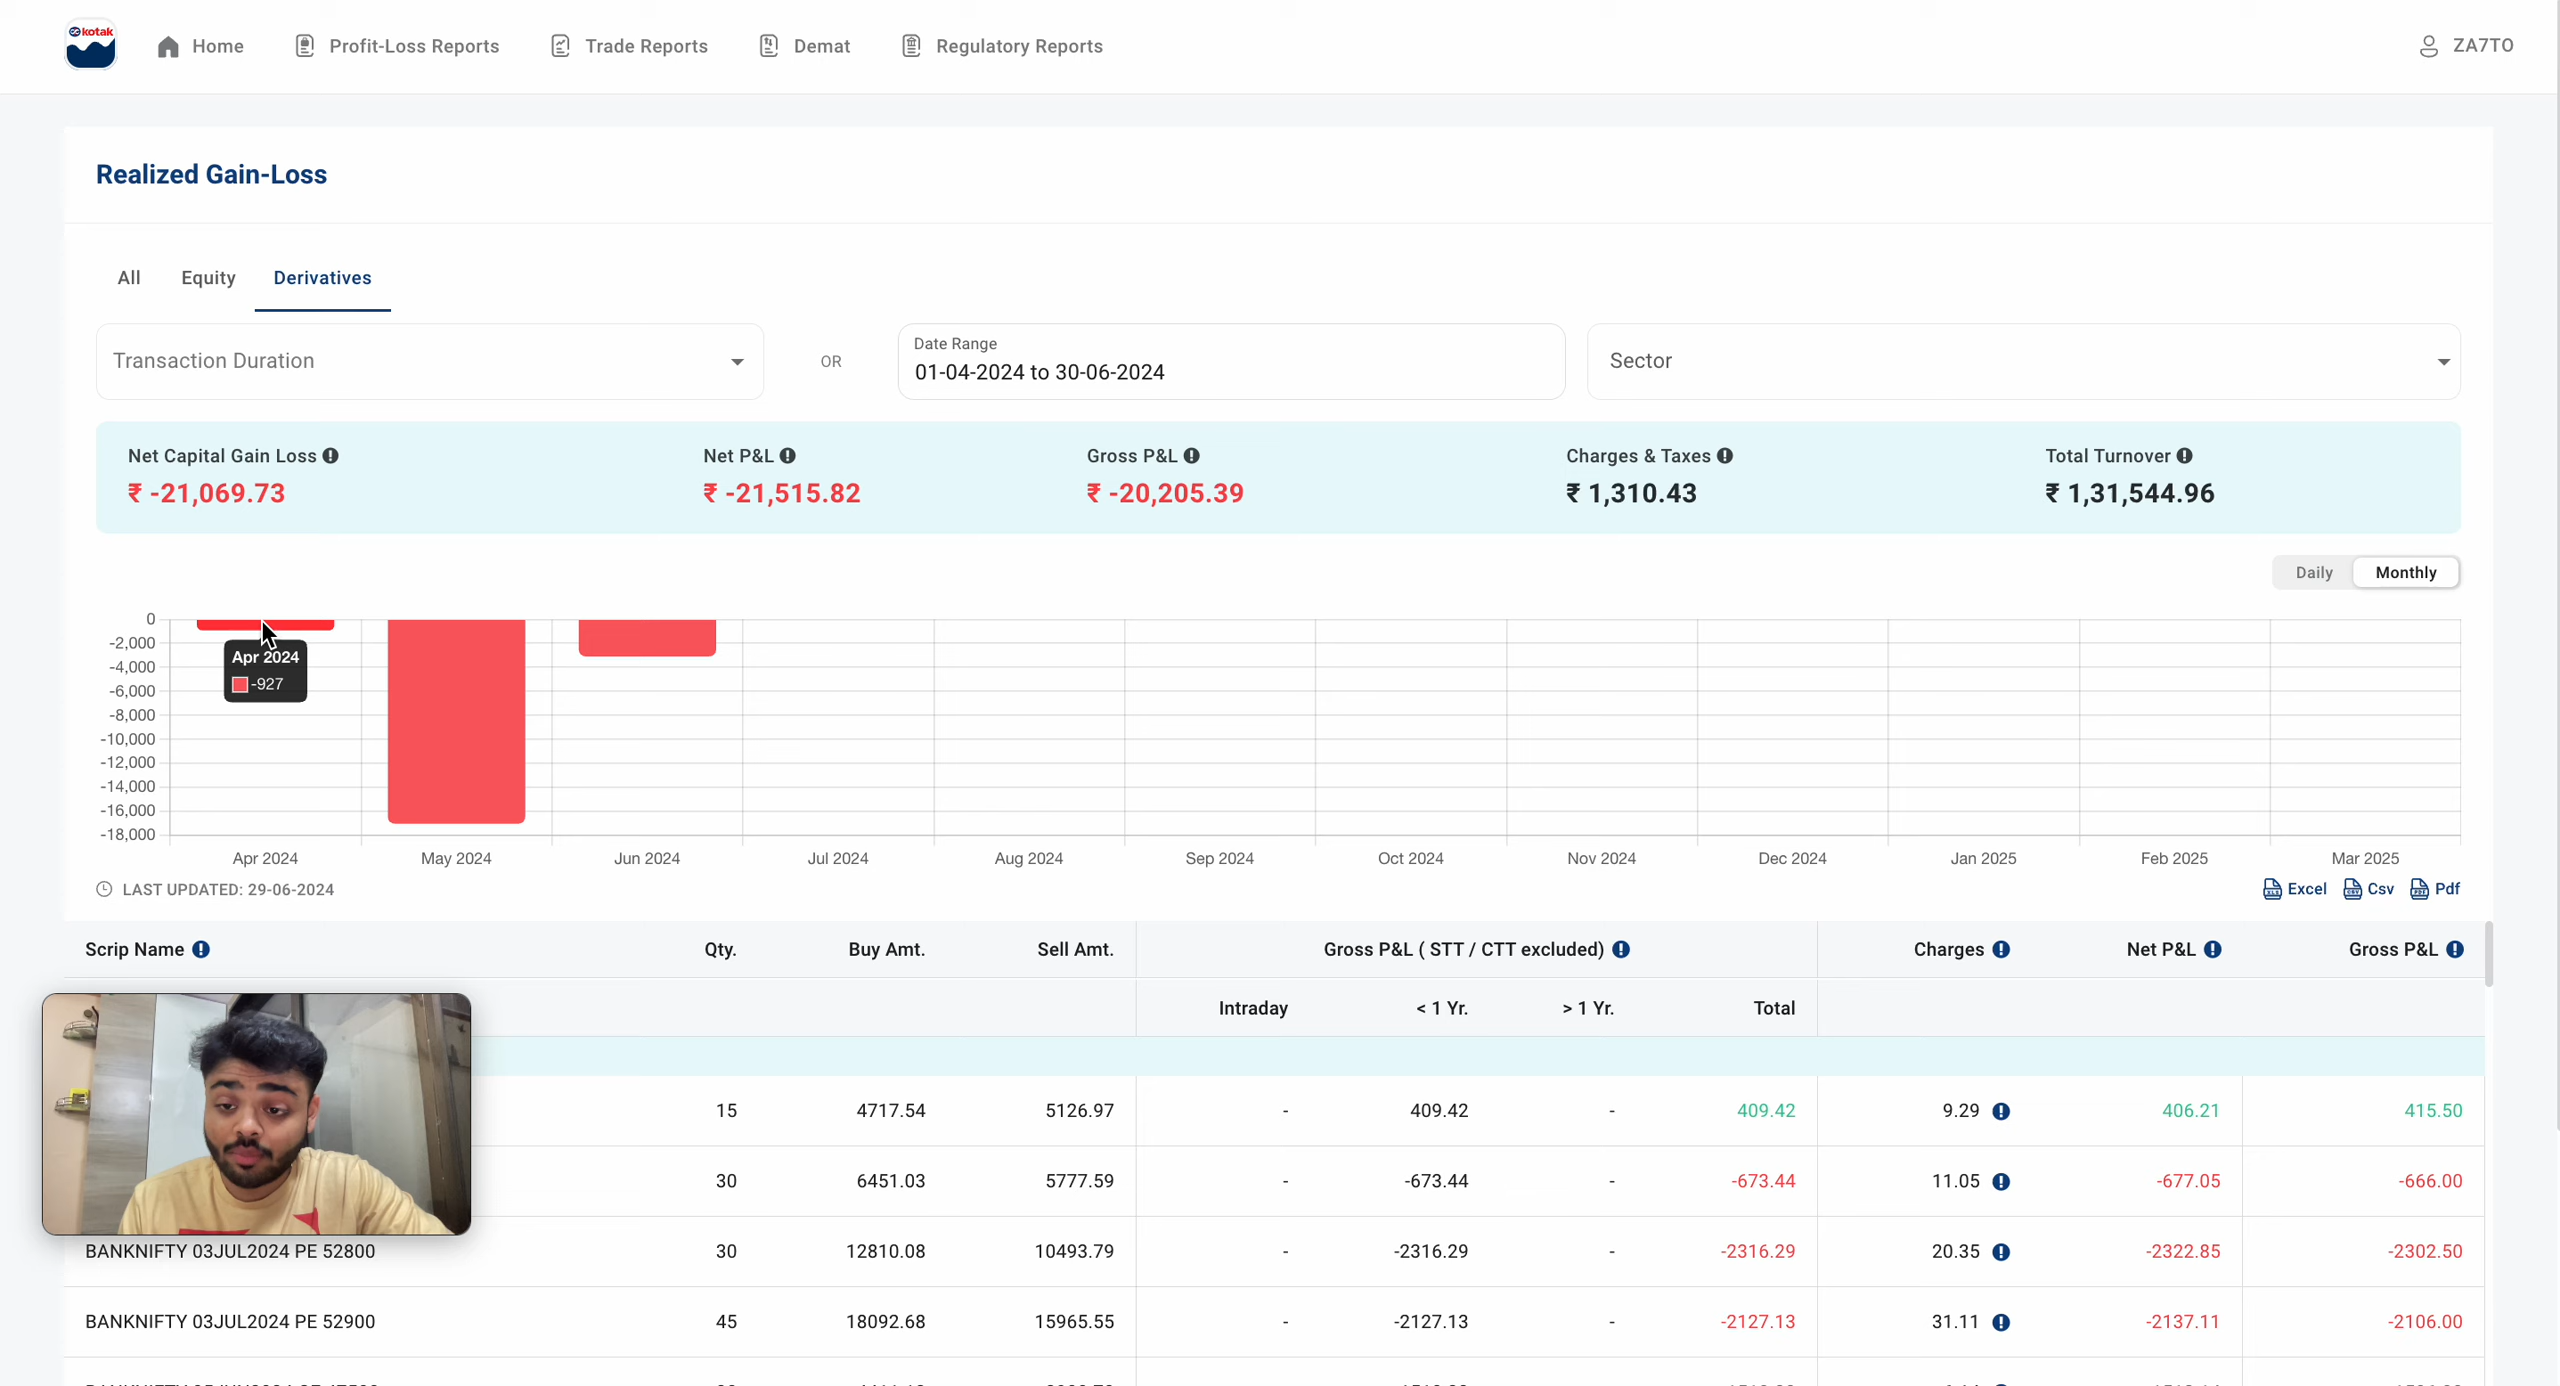 kotak
Home
Profit-Loss Reports
Trade Reports
Demat
Regulatory Reports
ZA7TO
Realized Gain-Loss
All Equity Derivatives
Transaction Duration
OR
Date Range
01-04-2024 to 30-06-2024
Sector
Net Capital Gain Loss
₹ -21,069.73
Net P&L
₹ -21,515.82
Gross P&L
₹ -20,205.39
Charges & Taxes
₹ 1,310.43
Total Turnover
₹ 1,31,544.96
Daily Monthly
0
-2,000
-4,000
-6,000
-8,000
-10,000
-12,000
-14,000
-16,000
-18,000
Apr 2024
-927
Apr 2024 May 2024 Jun 2024 Jul 2024 Aug 2024 Sep 2024 Oct 2024 Nov 2024 Dec 2024 Jan 2025 Feb 2025 Mar 2025
LAST UPDATED: 29-06-2024
Excel Csv Pdf
Scrip Name Qty. Buy Amt. Sell Amt. Gross P&L ( STT / CTT excluded) Charges Net P&L Gross P&L
Intraday < 1 Yr. > 1 Yr. Total
15 4717.54 5126.97 - 409.42 - 409.42 9.29 406.21 415.50
30 6451.03 5777.59 - -673.44 - -673.44 11.05 -677.05 -666.00
BANKNIFTY 03JUL2024 PE 52800 30 12810.08 10493.79 - -2316.29 - -2316.29 20.35 -2322.85 -2302.50
BANKNIFTY 03JUL2024 PE 52900 45 18092.68 15965.55 - -2127.13 - -2127.13 31.11 -2137.11 -2106.00